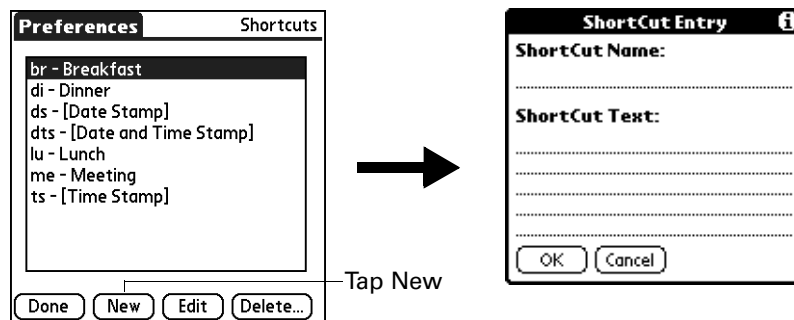 Preferences Shortcuts
br - Breakfast
di - Dinner
ds - [Date Stamp]
dts - [Date and Time Stamp]
lu - Lunch
me - Meeting
ts - [Time Stamp]
Done New Edit Delete...
Tap New
ShortCut Entry i
ShortCut Name:
ShortCut Text:
OK Cancel